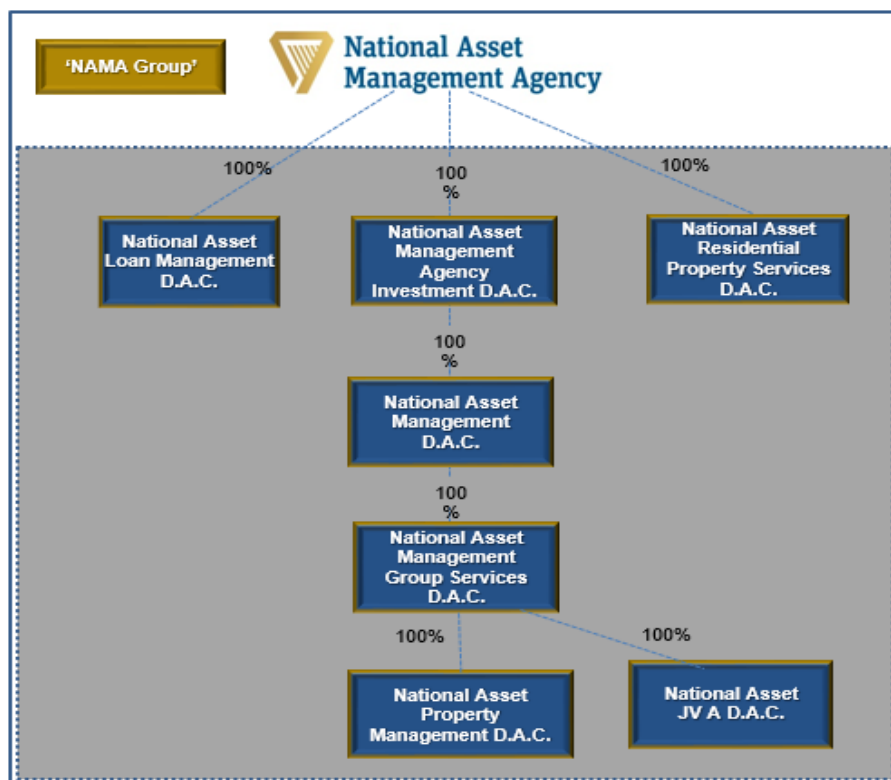 ‘NAMA Group’
National Asset
Management Agency
100%
100
%
100%
National Asset
Loan Management
D.A.C.
National Asset
Management
Agency
Investment D.A.C.
National Asset
Residential
Property Services
D.A.C.
100
%
National Asset
Management
D.A.C.
100
%
National Asset
Management
Group Services
D.A.C.
100%
100%
National Asset
Property
Management D.A.C.
National Asset
JV A D.A.C.